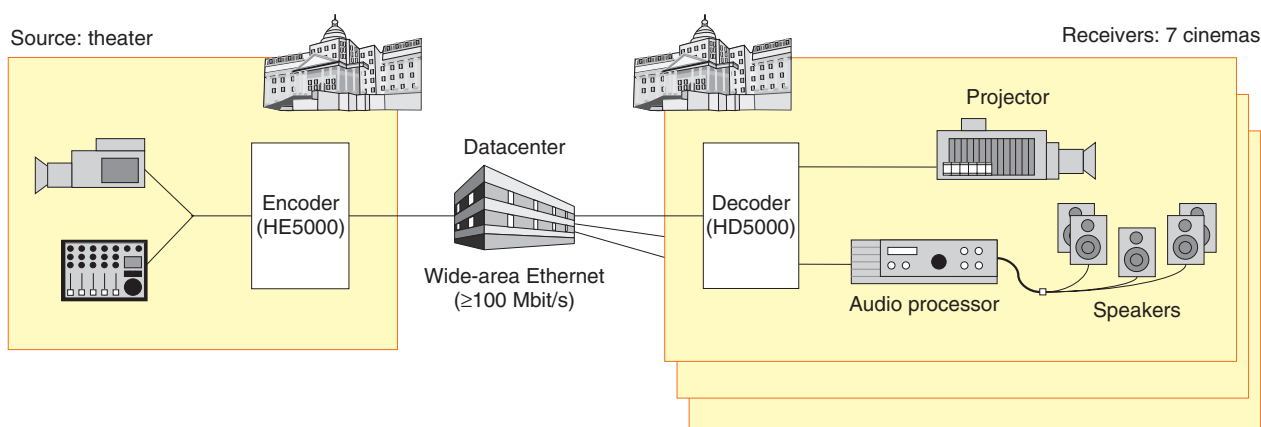 Source: theater
Receivers: 7 cinemas
Encoder
(HE5000)
Datacenter
Wide-area Ethernet
(≥100 Mbit/s)
Decoder
(HD5000)
Projector
Audio processor
Speakers